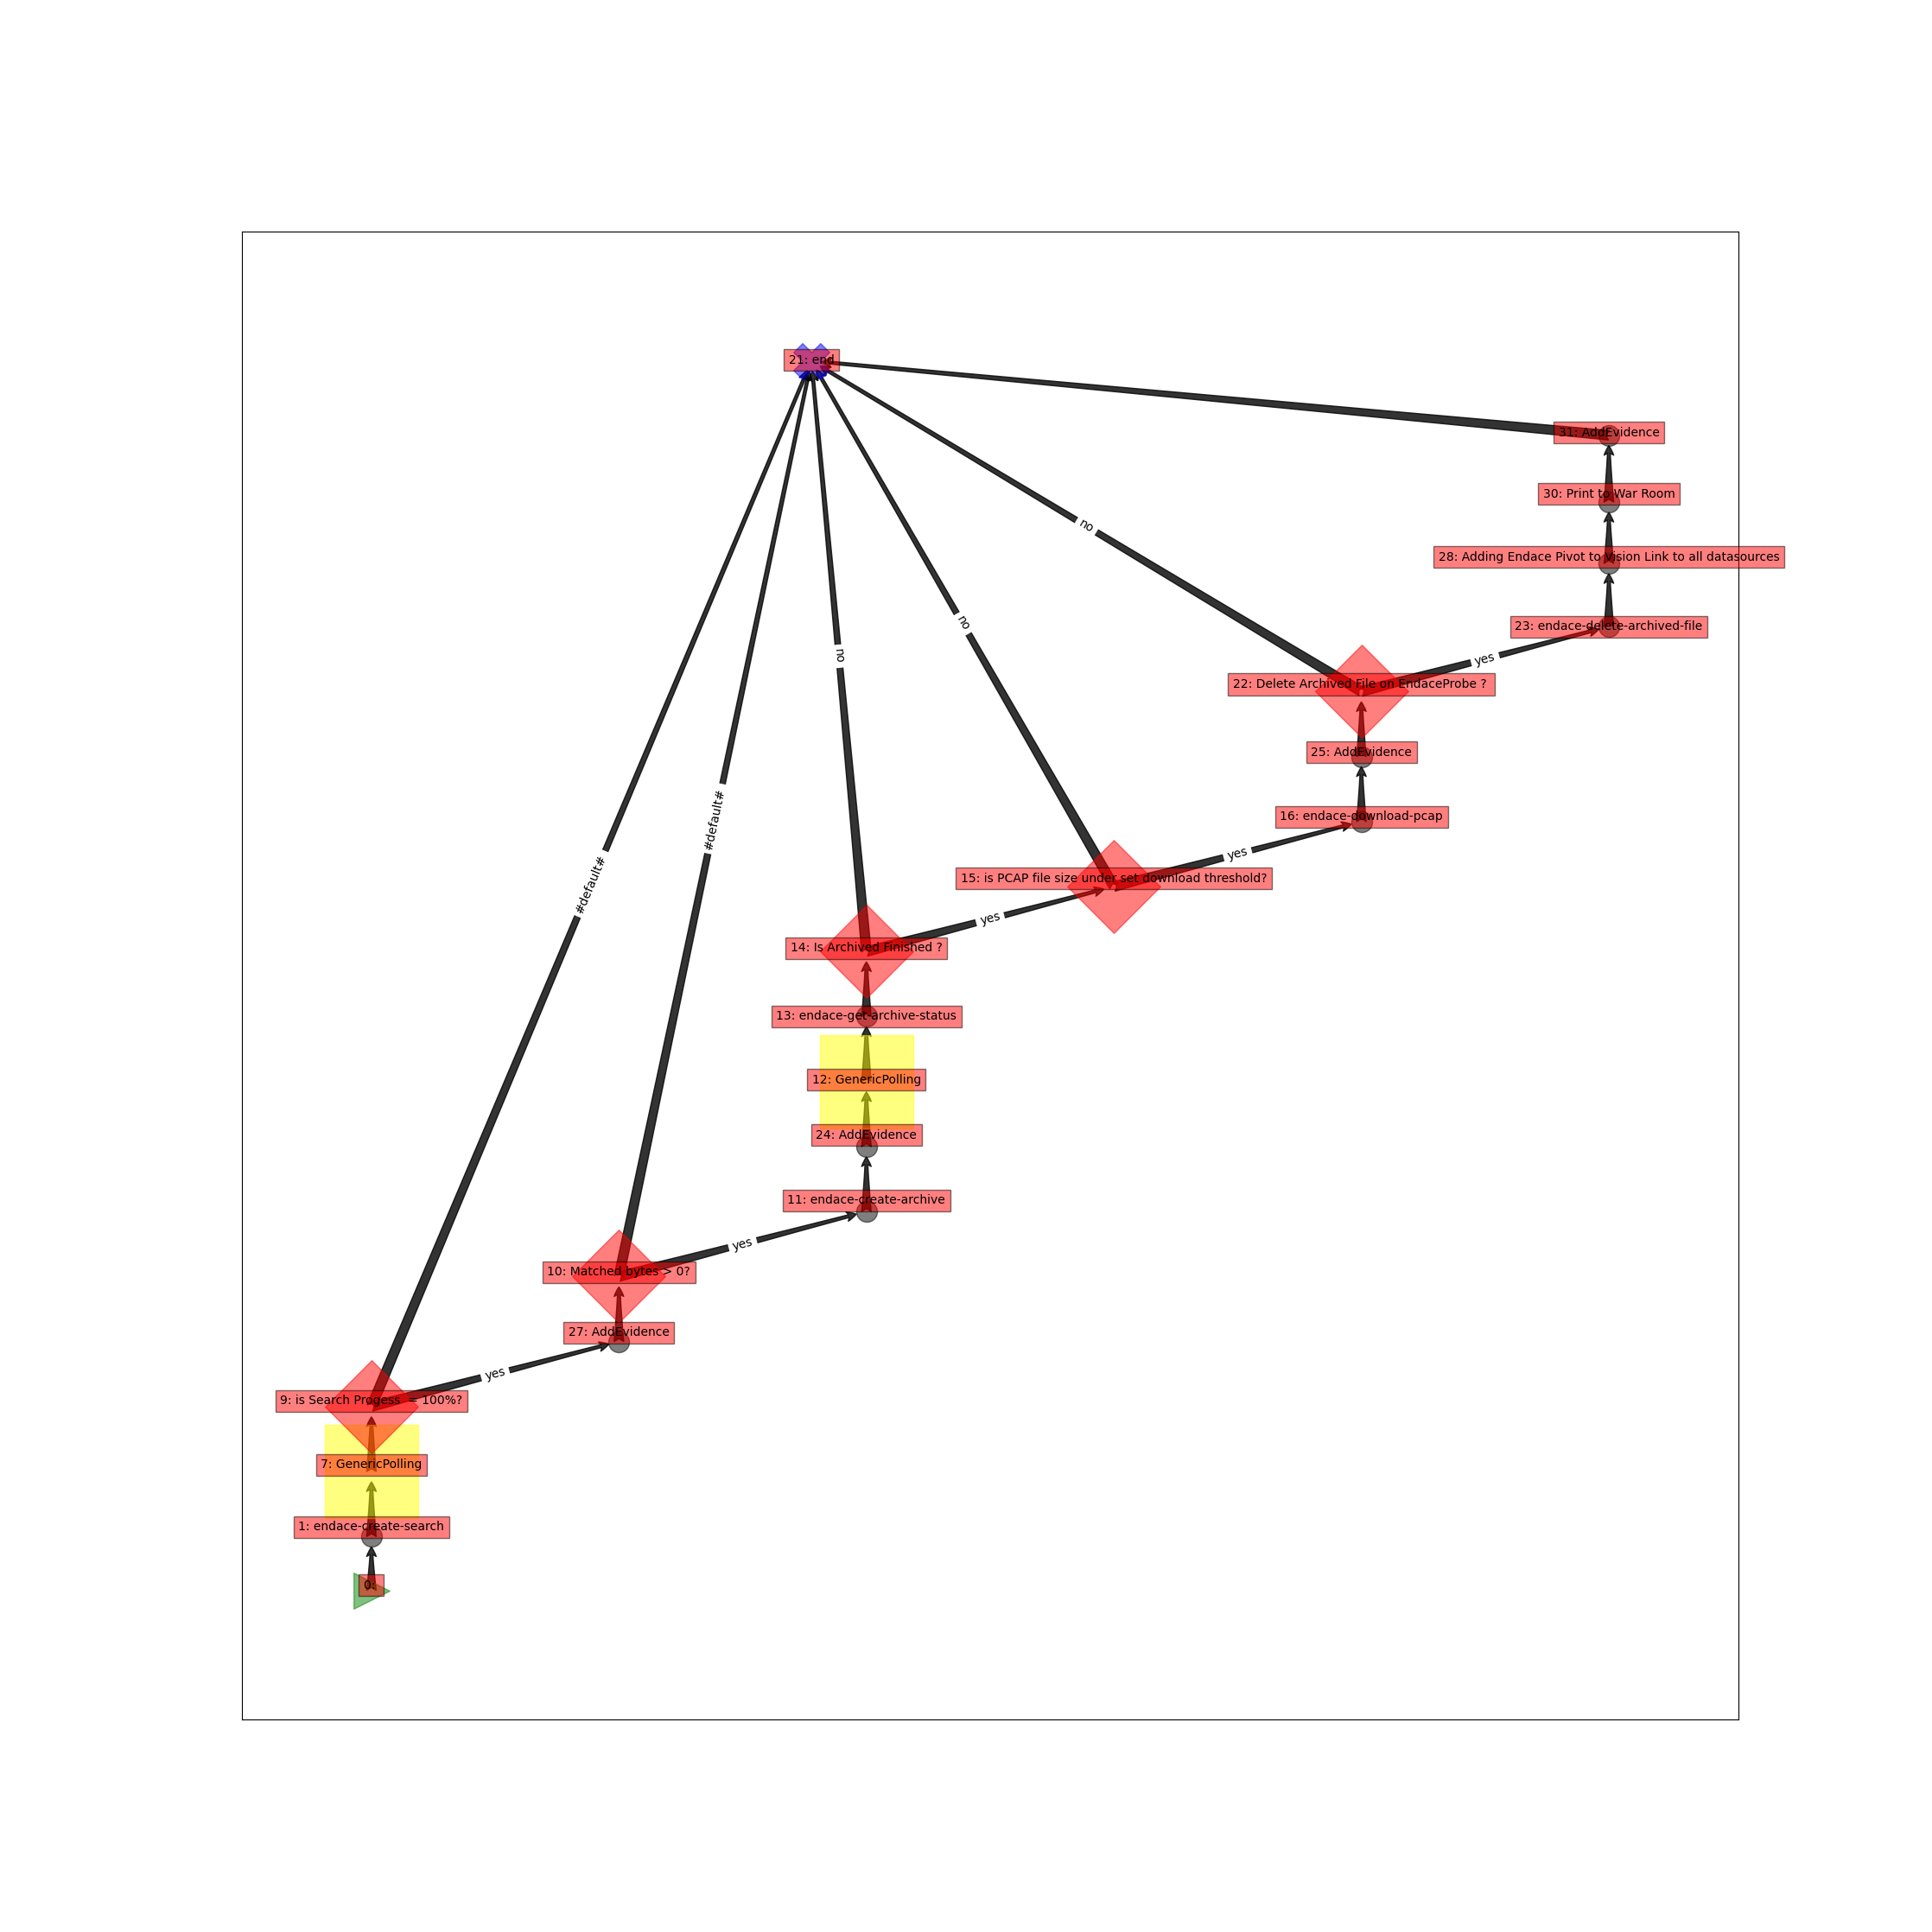 21: end
31: AddEvidence
30: Print to War Room
no
28: Adding Endace Pivot to Vision Link to all datasources
23: endace-delete-archived-file
no
no
yes
22: Delete Archived File on EndaceProbe ?
25: AddEvidence
16: endace-download-pcap
#default#
yes
#default#
15: is PCAP file size under set download threshold?
yes
14: Is Archived Finished ?
13: endace-get-archive-status
12: GenericPolling
24: AddEvidence
11: endace-create-archive
yes
10: Matched bytes > 0?
27: AddEvidence
yes
9: is Search Progess  = 100%?
7: GenericPolling
1: endace-create-search
0: